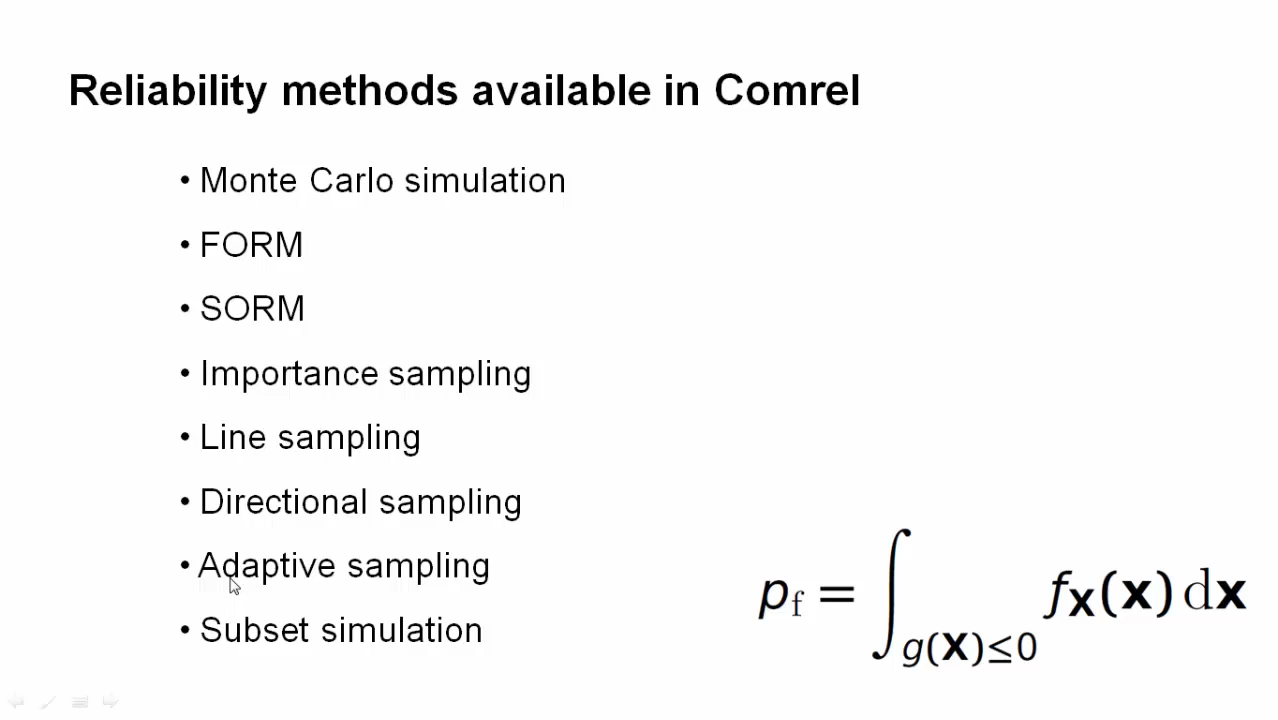 Reliability methods available in Comrel
• Monte Carlo simulation
• FORM
• SORM
• Importance sampling
• Line sampling
• Directional sampling
• Adaptive sampling
• Subset simulation
p_f = ∫_{g(𝐗)≤0} f_𝐗(𝐱) d𝐱